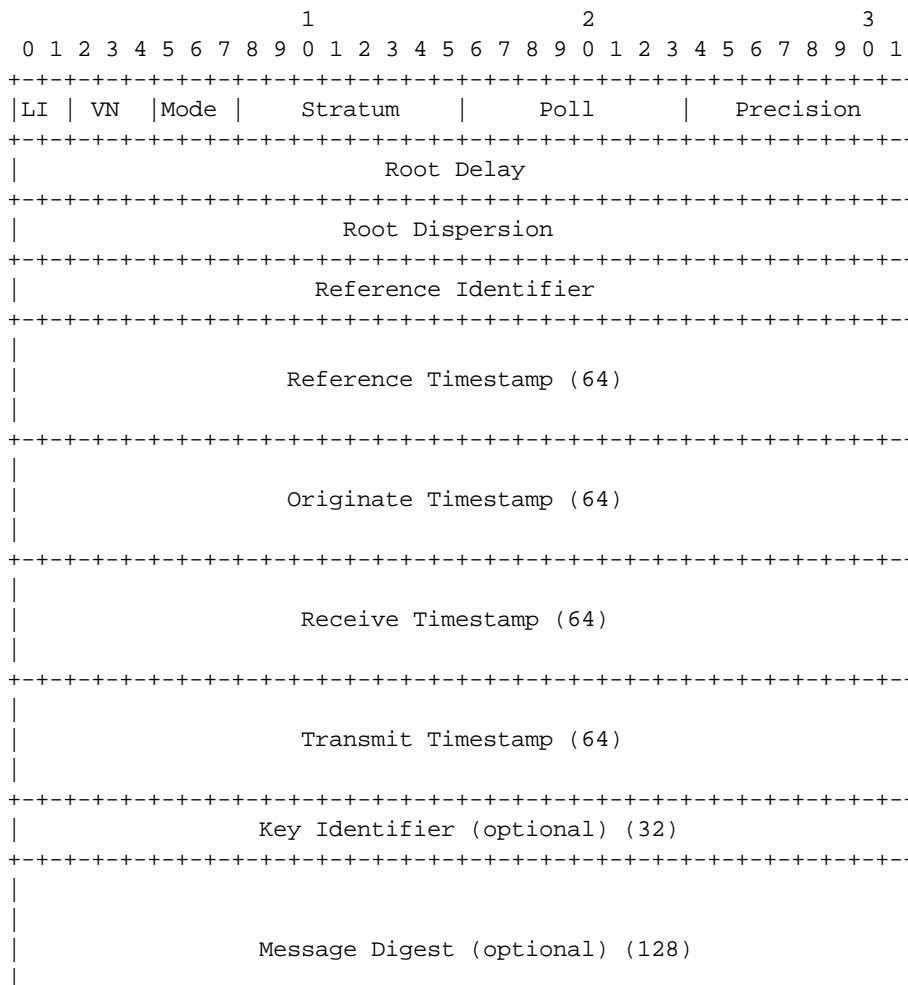 1                   2                   3
 0 1 2 3 4 5 6 7 8 9 0 1 2 3 4 5 6 7 8 9 0 1 2 3 4 5 6 7 8 9 0 1
+-+-+-+-+-+-+-+-+-+-+-+-+-+-+-+-+-+-+-+-+-+-+-+-+-+-+-+-+-+-+-+-
|LI | VN  |Mode |    Stratum    |     Poll      |   Precision
+-+-+-+-+-+-+-+-+-+-+-+-+-+-+-+-+-+-+-+-+-+-+-+-+-+-+-+-+-+-+-+-
|                          Root Delay
+-+-+-+-+-+-+-+-+-+-+-+-+-+-+-+-+-+-+-+-+-+-+-+-+-+-+-+-+-+-+-+-
|                       Root Dispersion
+-+-+-+-+-+-+-+-+-+-+-+-+-+-+-+-+-+-+-+-+-+-+-+-+-+-+-+-+-+-+-+-
|                     Reference Identifier
+-+-+-+-+-+-+-+-+-+-+-+-+-+-+-+-+-+-+-+-+-+-+-+-+-+-+-+-+-+-+-+-
|
|                   Reference Timestamp (64)
|
+-+-+-+-+-+-+-+-+-+-+-+-+-+-+-+-+-+-+-+-+-+-+-+-+-+-+-+-+-+-+-+-
|
|                   Originate Timestamp (64)
|
+-+-+-+-+-+-+-+-+-+-+-+-+-+-+-+-+-+-+-+-+-+-+-+-+-+-+-+-+-+-+-+-
|
|                    Receive Timestamp (64)
|
+-+-+-+-+-+-+-+-+-+-+-+-+-+-+-+-+-+-+-+-+-+-+-+-+-+-+-+-+-+-+-+-
|
|                    Transmit Timestamp (64)
|
+-+-+-+-+-+-+-+-+-+-+-+-+-+-+-+-+-+-+-+-+-+-+-+-+-+-+-+-+-+-+-+-
|                 Key Identifier (optional) (32)
+-+-+-+-+-+-+-+-+-+-+-+-+-+-+-+-+-+-+-+-+-+-+-+-+-+-+-+-+-+-+-+-
|
|
|                 Message Digest (optional) (128)
|